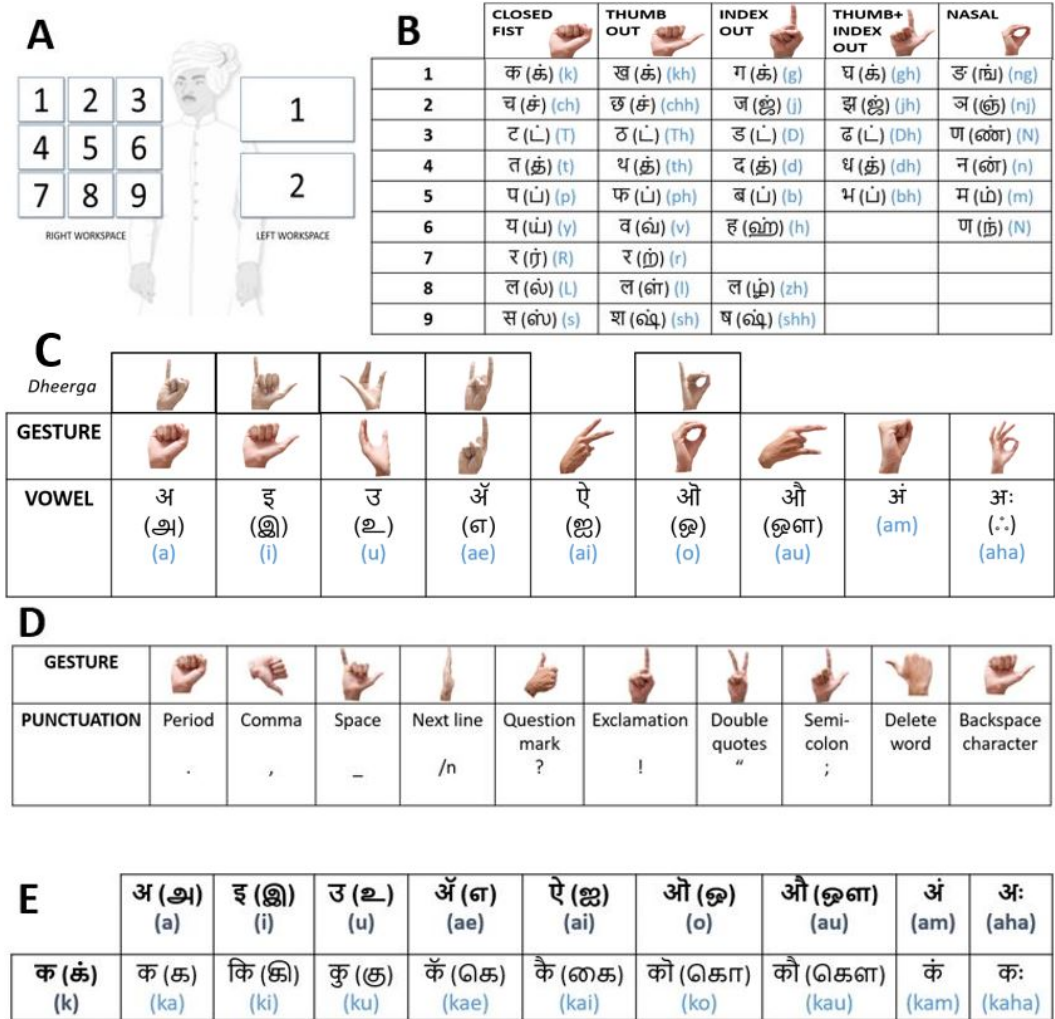 A
1 2 3
4 5 6
7 8 9
1
2
RIGHT WORKSPACE
LEFT WORKSPACE
B
CLOSED FIST THUMB OUT INDEX OUT THUMB+ INDEX OUT NASAL
1 क (க்) (k) ख (க்) (kh) ग (க்) (g) घ (க்) (gh) ङ (ங்) (ng)
2 च (ச்) (ch) छ (ச்) (chh) ज (ஜ்) (j) झ (ஜ்) (jh) ञ (ஞ்) (nj)
3 ट (ட்) (T) ठ (ட்) (Th) ड (ட்) (D) ढ (ட்) (Dh) ण (ண்) (N)
4 त (த்) (t) थ (த்) (th) द (த்) (d) ध (த்) (dh) न (ன்) (n)
5 प (ப்) (p) फ (ப்) (ph) ब (ப்) (b) भ (ப்) (bh) म (ம்) (m)
6 य (ய்) (y) व (வ்) (v) ह (ஹ்) (h) ण (ந்) (N)
7 र (ர்) (R) र (ற்) (r)
8 ल (ல்) (L) ल (ள்) (l) ल (ழ்) (zh)
9 स (ஸ்) (s) श (ஷ்) (sh) ष (ஷ்) (shh)
C
Dheerga
GESTURE
VOWEL अ इ उ ॲ ऐ ऒ औ अं अः
(அ) (இ) (உ) (எ) (ஐ) (ஒ) (ஔ) (am) (ஃ)
(a) (i) (u) (ae) (ai) (o) (au) (aha)
D
GESTURE
PUNCTUATION Period Comma Space Next line Question mark Exclamation Double quotes Semi-colon Delete word Backspace character
. , _ /n ? ! “ ;
E
अ (அ) इ (இ) उ (உ) ॲ (எ) ऐ (ஐ) ऒ (ஒ) औ (ஔ) अं अः
(a) (i) (u) (ae) (ai) (o) (au) (am) (aha)
क (க்) क (க) कि (கி) कु (கு) कॅ (கெ) कै (கை) कॊ (கொ) कौ (கௌ) कं कः
(k) (ka) (ki) (ku) (kae) (kai) (ko) (kau) (kam) (kaha)